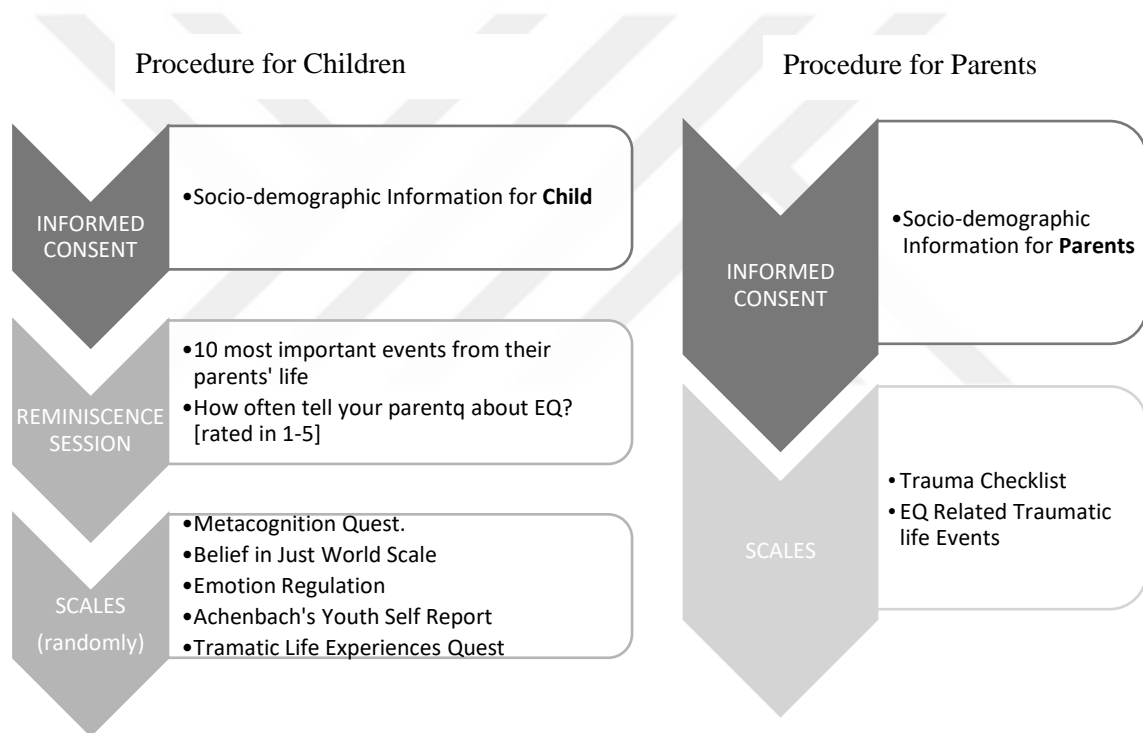 Procedure for Children
INFORMED
CONSENT
•Socio-demographic Information for Child
REMINISCENCE
SESSION
•10 most important events from their
parents' life
•How often tell your parentq about EQ?
[rated in 1-5]
SCALES
(randomly)
•Metacognition Quest.
•Belief in Just World Scale
•Emotion Regulation
•Achenbach's Youth Self Report
•Tramatic Life Experiences Quest
Procedure for Parents
INFORMED
CONSENT
•Socio-demographic
Information for Parents
SCALES
• Trauma Checklist
• EQ Related Traumatic
life Events